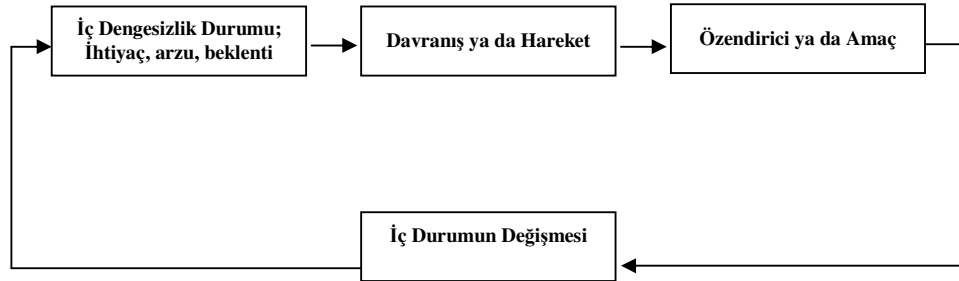 İç Dengesizlik Durumu;
İhtiyaç, arzu, beklenti
Davranış ya da Hareket
Özendirici ya da Amaç
İç Durumun Değişmesi